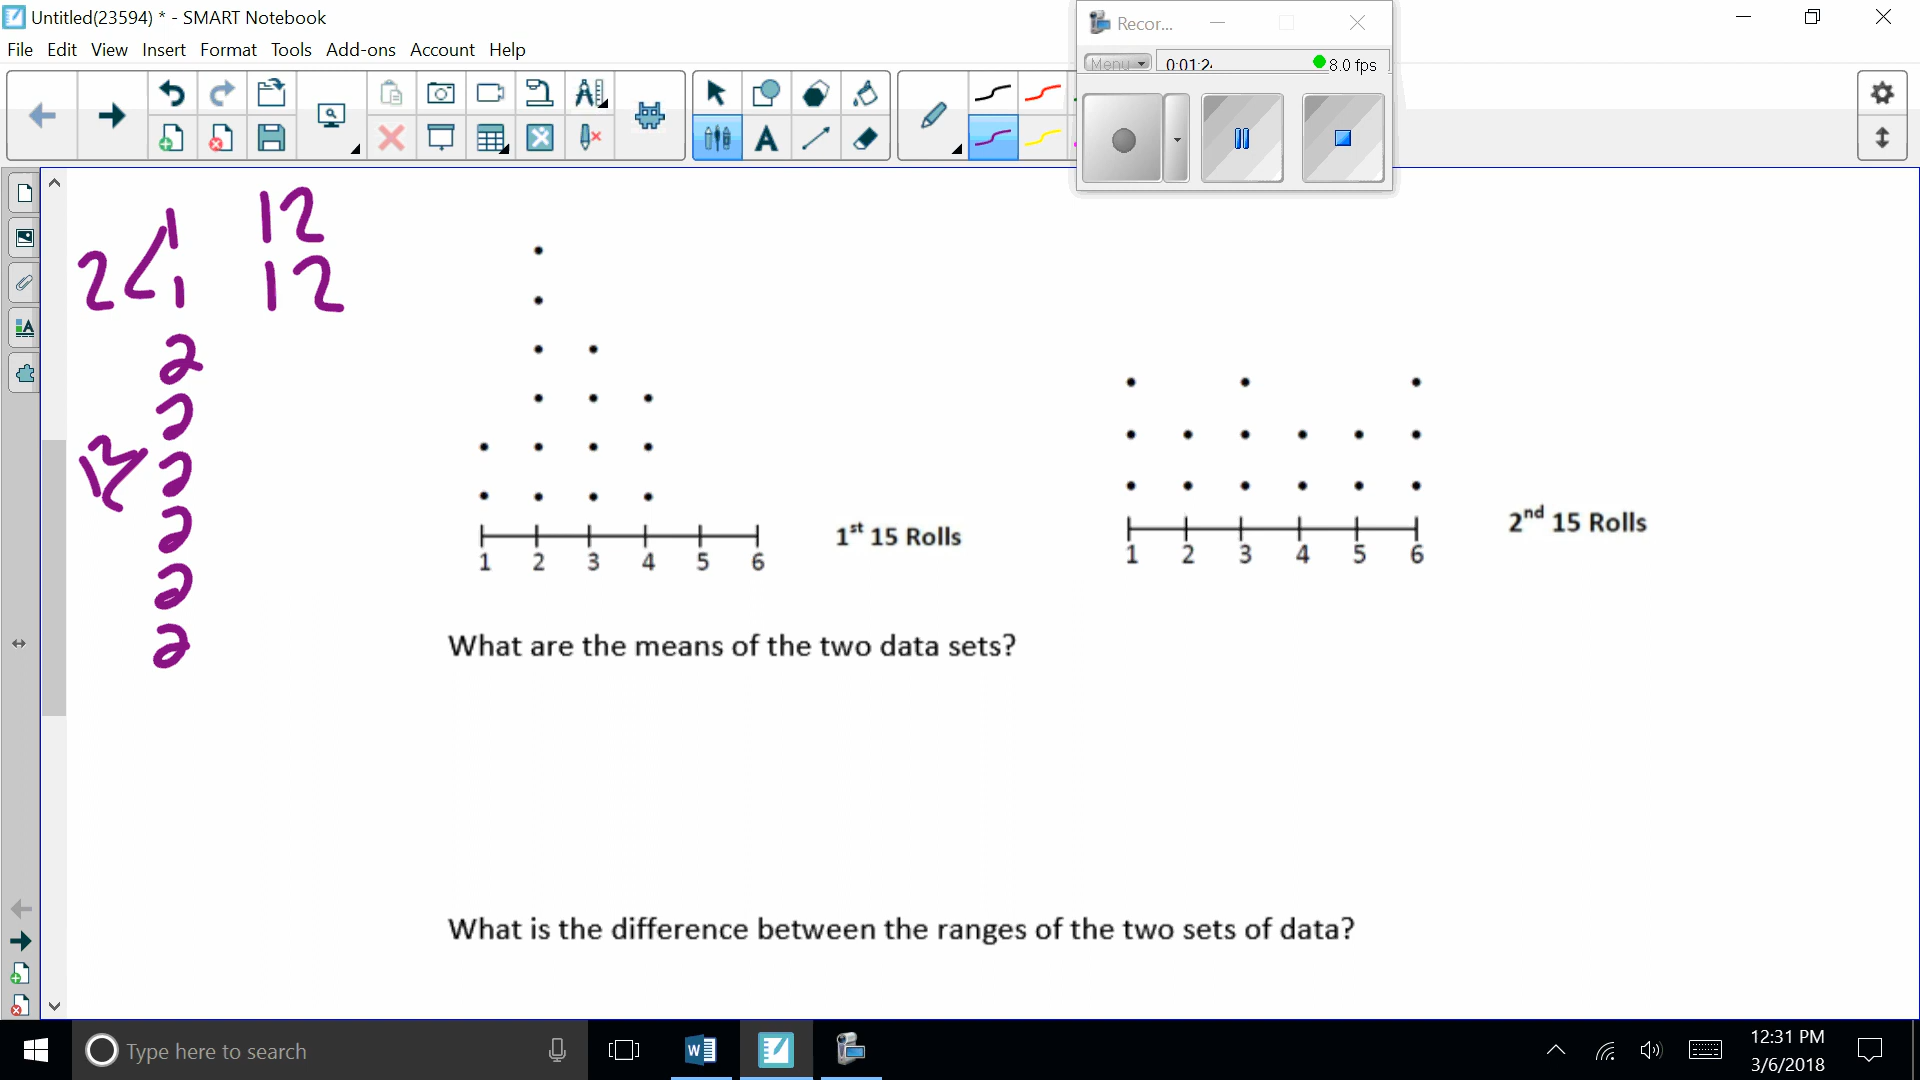 Untitled(23594) * - SMART Notebook
File Edit View Insert Format Tools Add-ons Account Help
Recor...
Menu 0:01:2 8.0 fps
1 12
2 1 12
2
2
12 2
2
2
2
1 2 3 4 5 6
1st 15 Rolls
1 2 3 4 5 6
2nd 15 Rolls
What are the means of the two data sets?
What is the difference between the ranges of the two sets of data?
Type here to search
12:31 PM
3/6/2018